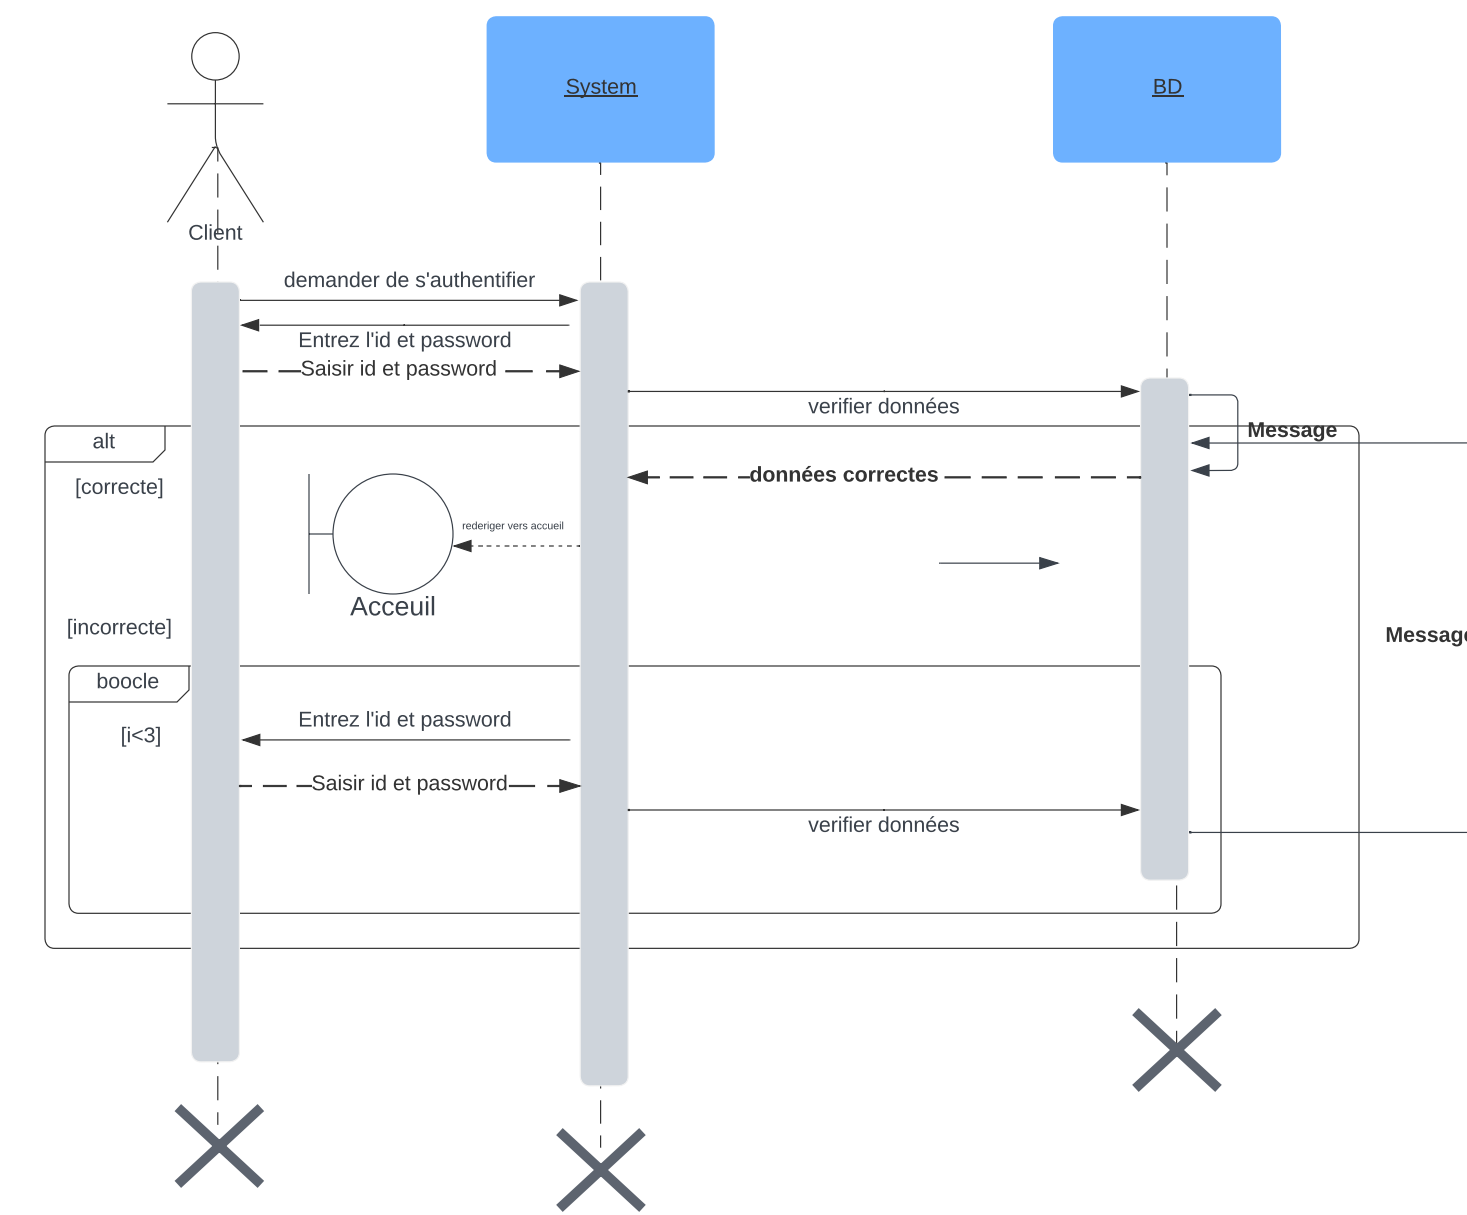 System
BD
Client
demander de s'authentifier
Entrez l'id et password
Saisir id et password
verifier données
Message
alt
données correctes
[correcte]
rederiger vers accueil
Acceuil
[incorrecte]
Message
boocle
Entrez l'id et password
[i<3]
Saisir id et password
verifier données